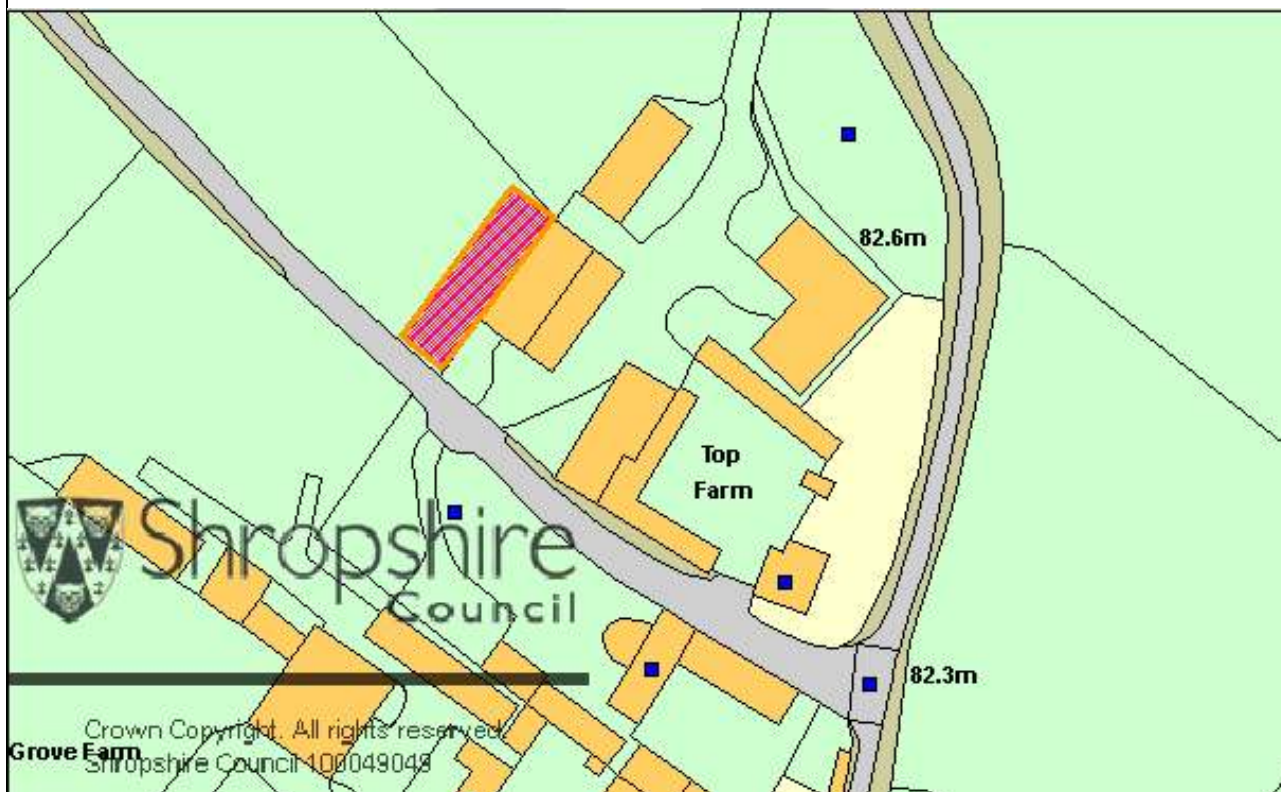 82.6m
Top
Farm
Shropshire
Council
82.3m
Crown Copyright. All rights reserved.
Grove Farm
Shropshire Council 100049049